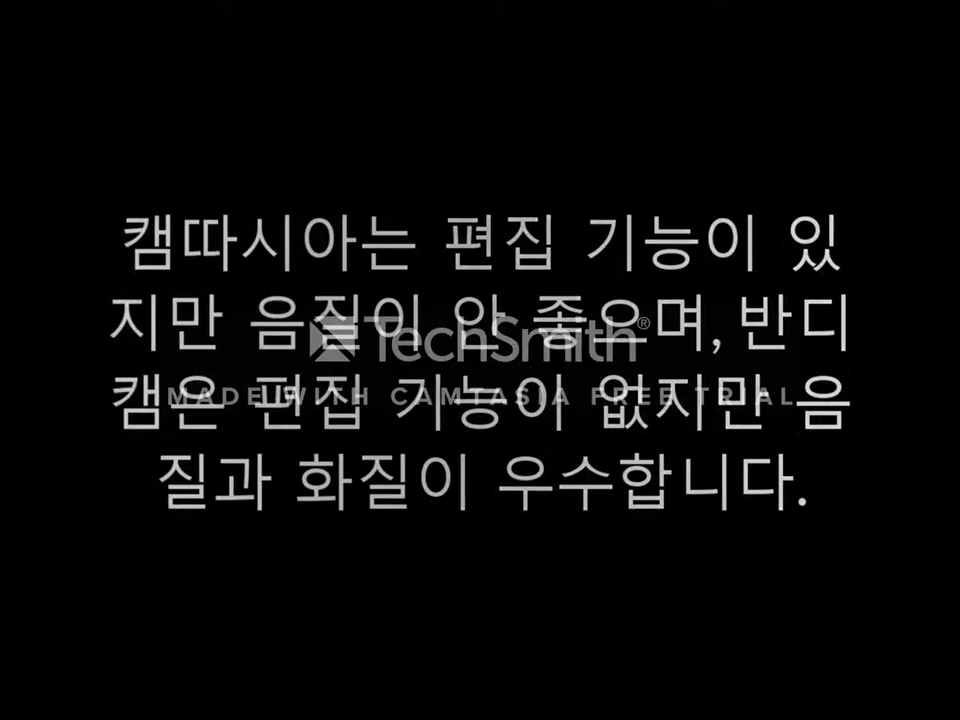 캠따시아는 편집 기능이 있
지만 음질이 안 좋으며, 반디
TechSmith®
캠은 편집 기능이 없지만 음
MADE WITH CAMTASIA FREE TRIAL
질과 화질이 우수합니다.